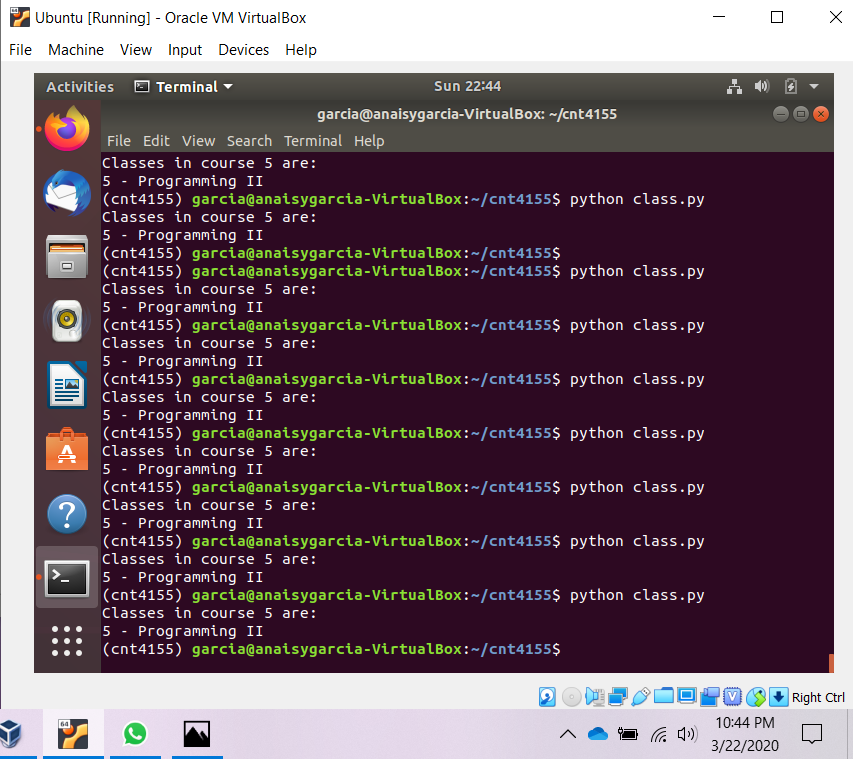 Ubuntu [Running] - Oracle VM VirtualBox
File Machine View Input Devices Help
Activities Terminal Sun 22:44
garcia@anaisygarcia-VirtualBox: ~/cnt4155
File Edit View Search Terminal Help
Classes in course 5 are:
5 - Programming II
(cnt4155) garcia@anaisygarcia-VirtualBox:~/cnt4155$ python class.py
Classes in course 5 are:
5 - Programming II
(cnt4155) garcia@anaisygarcia-VirtualBox:~/cnt4155$
(cnt4155) garcia@anaisygarcia-VirtualBox:~/cnt4155$ python class.py
Classes in course 5 are:
5 - Programming II
(cnt4155) garcia@anaisygarcia-VirtualBox:~/cnt4155$ python class.py
Classes in course 5 are:
5 - Programming II
(cnt4155) garcia@anaisygarcia-VirtualBox:~/cnt4155$ python class.py
Classes in course 5 are:
5 - Programming II
(cnt4155) garcia@anaisygarcia-VirtualBox:~/cnt4155$ python class.py
Classes in course 5 are:
5 - Programming II
(cnt4155) garcia@anaisygarcia-VirtualBox:~/cnt4155$ python class.py
Classes in course 5 are:
5 - Programming II
(cnt4155) garcia@anaisygarcia-VirtualBox:~/cnt4155$ python class.py
Classes in course 5 are:
5 - Programming II
(cnt4155) garcia@anaisygarcia-VirtualBox:~/cnt4155$ python class.py
Classes in course 5 are:
5 - Programming II
(cnt4155) garcia@anaisygarcia-VirtualBox:~/cnt4155$
Right Ctrl
64
10:44 PM
3/22/2020